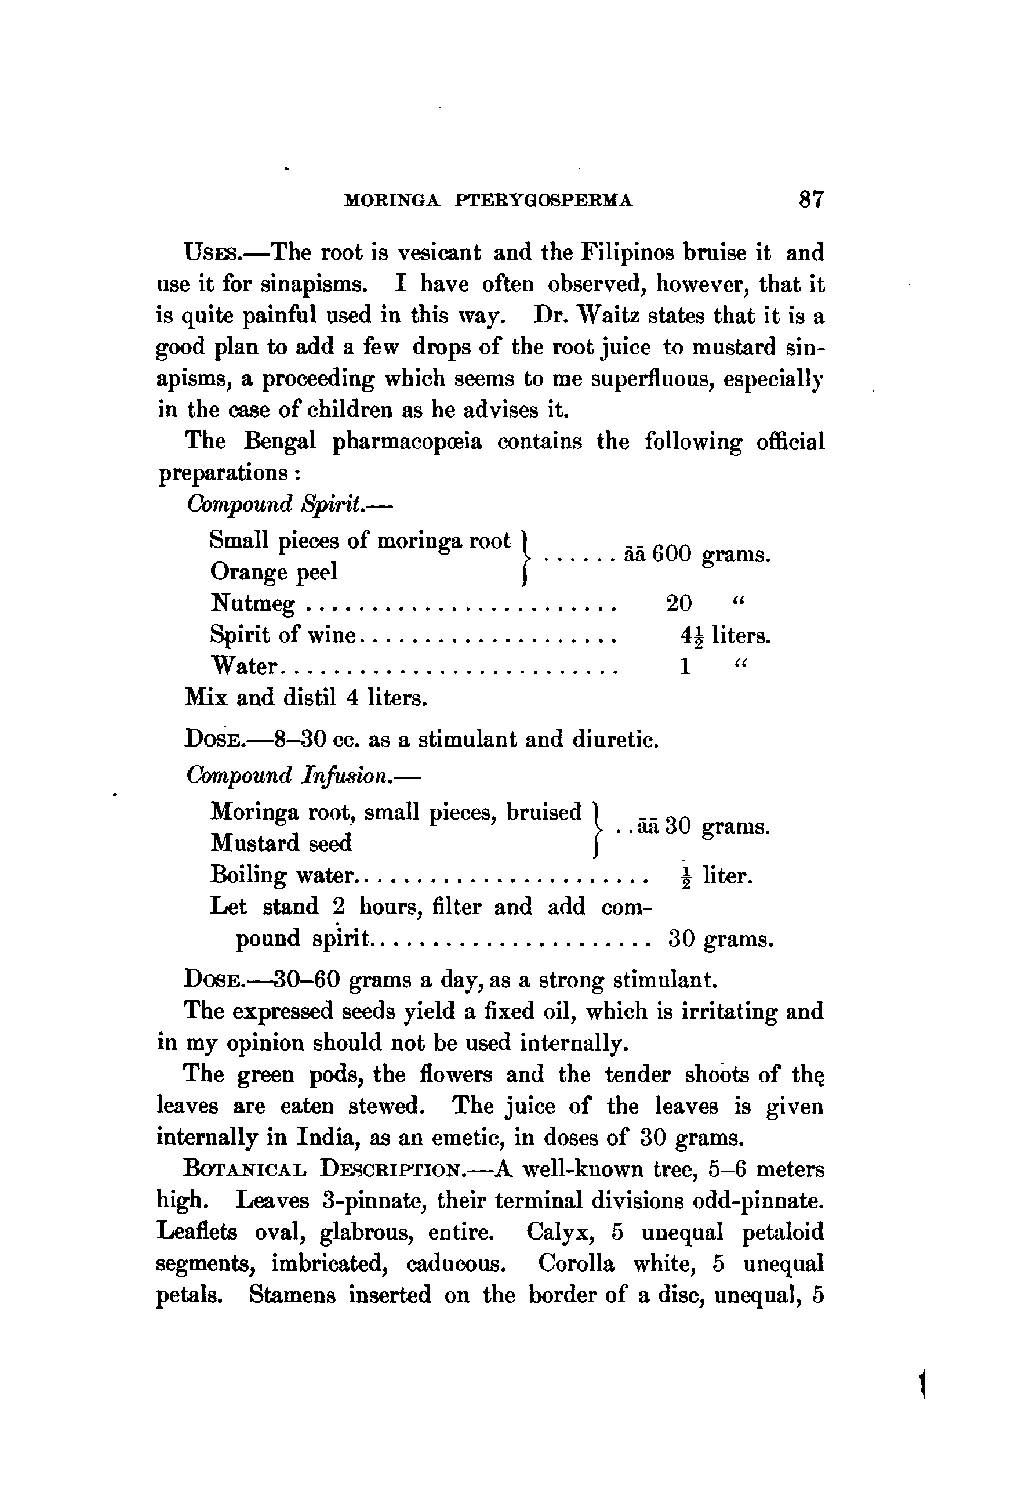 MORINGA PTERYGOSPERMA 87
USES.—The root is vesicant and the Filipinos bruise it and
use it for sinapisms. I have often observed, however, that it
is quite painful used in this way. Dr. Waitz states that it is a
good plan to add a few drops of the root juice to mustard sin-
apisms, a proceeding which seems to me superfluous, especially
in the case of children as he advises it.
The Bengal pharmacopœia contains the following official
preparations :
Compound Spirit.—
Small pieces of moringa root } ...... āā 600 grams.
Orange peel
Nutmeg ........................ 20 “
Spirit of wine.................... 4½ liters.
Water.......................... 1 “
Mix and distil 4 liters.
DOSE.—8–30 cc. as a stimulant and diuretic.
Compound Infusion.—
Moringa root, small pieces, bruised } ..āā 30 grams.
Mustard seed
Boiling water....................... ½ liter.
Let stand 2 hours, filter and add com-
pound spirit...................... 30 grams.
DOSE.—30–60 grams a day, as a strong stimulant.
The expressed seeds yield a fixed oil, which is irritating and
in my opinion should not be used internally.
The green pods, the flowers and the tender shoots of the
leaves are eaten stewed. The juice of the leaves is given
internally in India, as an emetic, in doses of 30 grams.
BOTANICAL DESCRIPTION.—A well-known tree, 5–6 meters
high. Leaves 3-pinnate, their terminal divisions odd-pinnate.
Leaflets oval, glabrous, entire. Calyx, 5 unequal petaloid
segments, imbricated, caducous. Corolla white, 5 unequal
petals. Stamens inserted on the border of a disc, unequal, 5